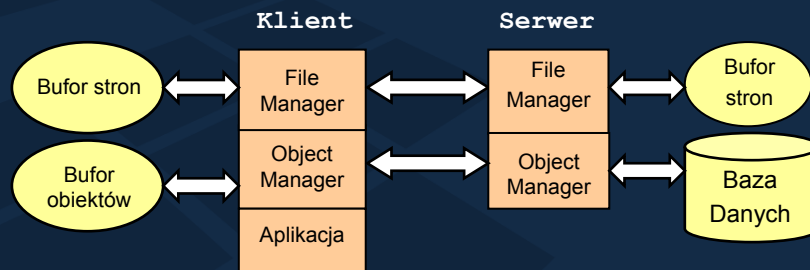 Klient
Serwer
Bufor stron
File
Manager
File
Manager
Bufor
stron
Bufor
obiektów
Object
Manager
Object
Manager
Baza
Danych
Aplikacja